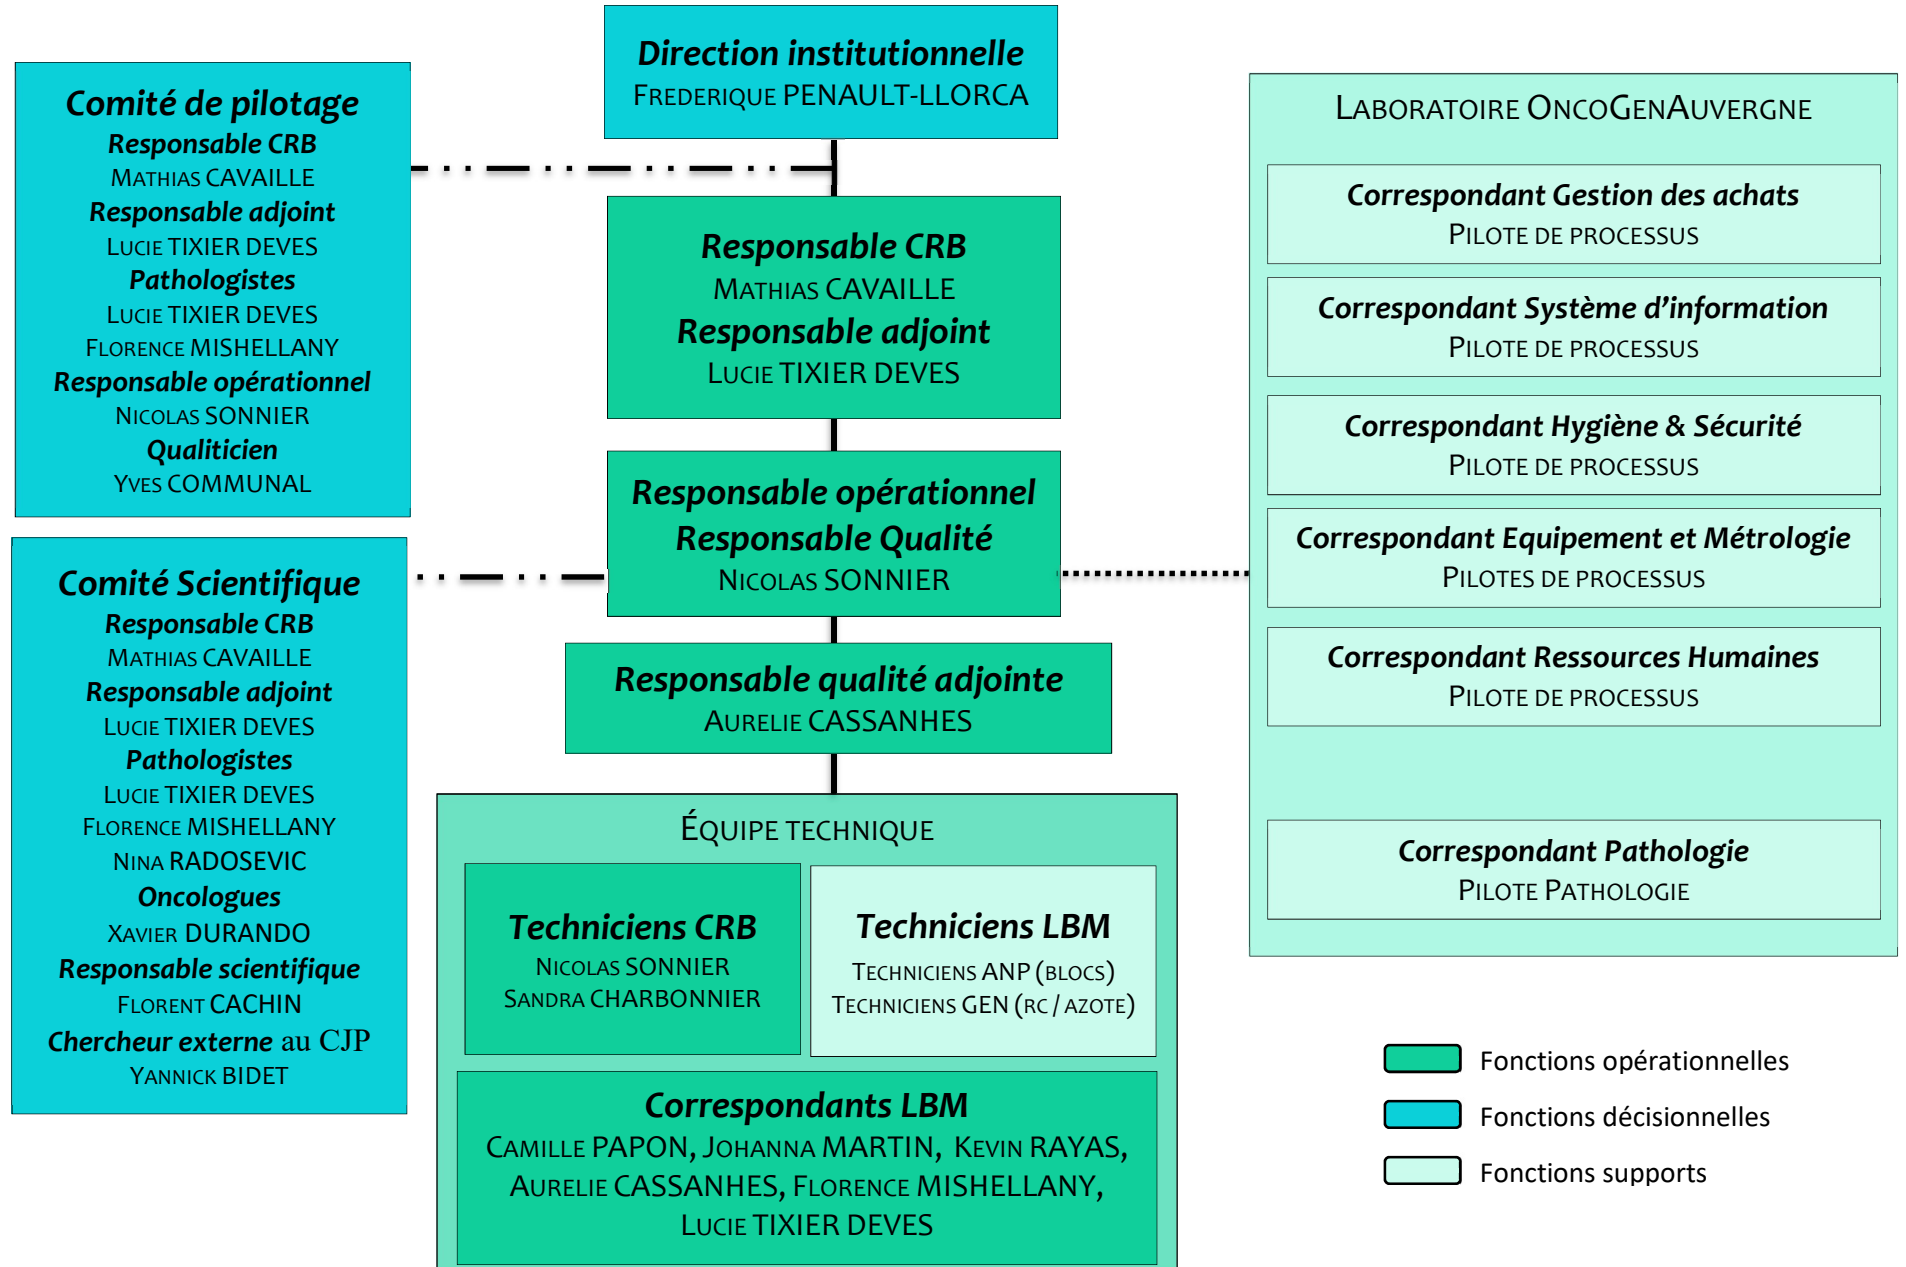 Direction institutionnelle
FREDERIQUE PENAULT-LLORCA
Comité de pilotage
Responsable CRB
MATHIAS CAVAILLE
Responsable adjoint
LUCIE TIXIER DEVES
Pathologistes
LUCIE TIXIER DEVES
FLORENCE MISHELLANY
Responsable opérationnel
NICOLAS SONNIER
Qualiticien
YVES COMMUNAL
Comité Scientifique
Responsable CRB
MATHIAS CAVAILLE
Responsable adjoint
LUCIE TIXIER DEVES
Pathologistes
LUCIE TIXIER DEVES
FLORENCE MISHELLANY
NINA RADOSEVIC
Oncologues
XAVIER DURANDO
Responsable scientifique
FLORENT CACHIN
Chercheur externe au CJP
YANNICK BIDET
Responsable CRB
MATHIAS CAVAILLE
Responsable adjoint
LUCIE TIXIER DEVES
Responsable opérationnel
Responsable Qualité
NICOLAS SONNIER
Responsable qualité adjointe
AURELIE CASSANHES
ÉQUIPE TECHNIQUE
Techniciens CRB
NICOLAS SONNIER
SANDRA CHARBONNIER
Techniciens LBM
TECHNICIENS ANP (BLOCS)
TECHNICIENS GEN (RC / AZOTE)
Correspondants LBM
CAMILLE PAPON, JOHANNA MARTIN, KEVIN RAYAS,
AURELIE CASSANHES, FLORENCE MISHELLANY,
LUCIE TIXIER DEVES
LABORATOIRE ONCOGENAUVERGNE
Correspondant Gestion des achats
PILOTE DE PROCESSUS
Correspondant Système d'information
PILOTE DE PROCESSUS
Correspondant Hygiène & Sécurité
PILOTE DE PROCESSUS
Correspondant Equipement et Métrologie
PILOTES DE PROCESSUS
Correspondant Ressources Humaines
PILOTE DE PROCESSUS
Correspondant Pathologie
PILOTE PATHOLOGIE
Fonctions opérationnelles
Fonctions décisionnelles
Fonctions supports